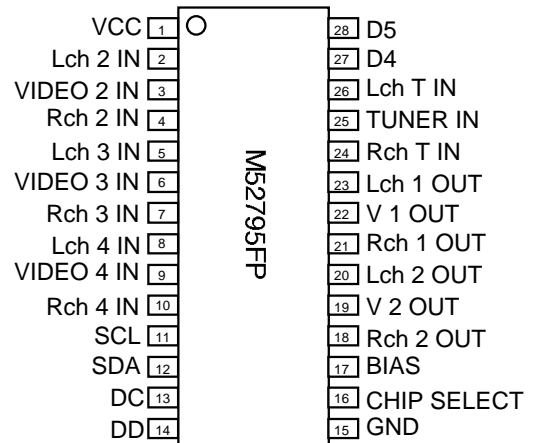 VCC 1 28 D5
Lch 2 IN 2 27 D4
VIDEO 2 IN 3 26 Lch T IN
Rch 2 IN 4 25 TUNER IN
Lch 3 IN 5 24 Rch T IN
VIDEO 3 IN 6 23 Lch 1 OUT
Rch 3 IN 7 22 V 1 OUT
Lch 4 IN 8 21 Rch 1 OUT
VIDEO 4 IN 9 20 Lch 2 OUT
Rch 4 IN 10 19 V 2 OUT
SCL 11 18 Rch 2 OUT
SDA 12 17 BIAS
DC 13 16 CHIP SELECT
DD 14 15 GND
M52795FP